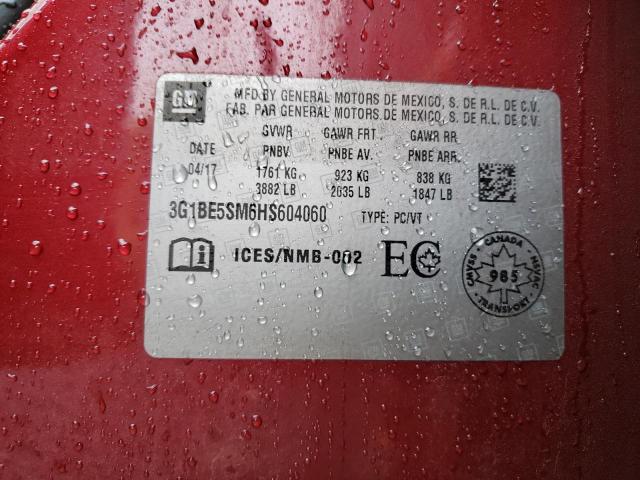 GM
MFD BY GENERAL MOTORS DE MEXICO, S. DE R.L. DE C.V.
FAB. PAR GENERAL MOTORS DE MEXICO, S. DE R.L. DE C.V.
DATE GVWR GAWR FRT GAWR RR
PNBV PNBE AV. PNBE ARR.
04/17 1761 KG 923 KG 838 KG
3882 LB 2035 LB 1847 LB
3G1BE5SM6HS604060 TYPE: PC/VT
ICES/NMB-002 EC
CANADA
CMVSS 985 NSVAC
TRANSPORT